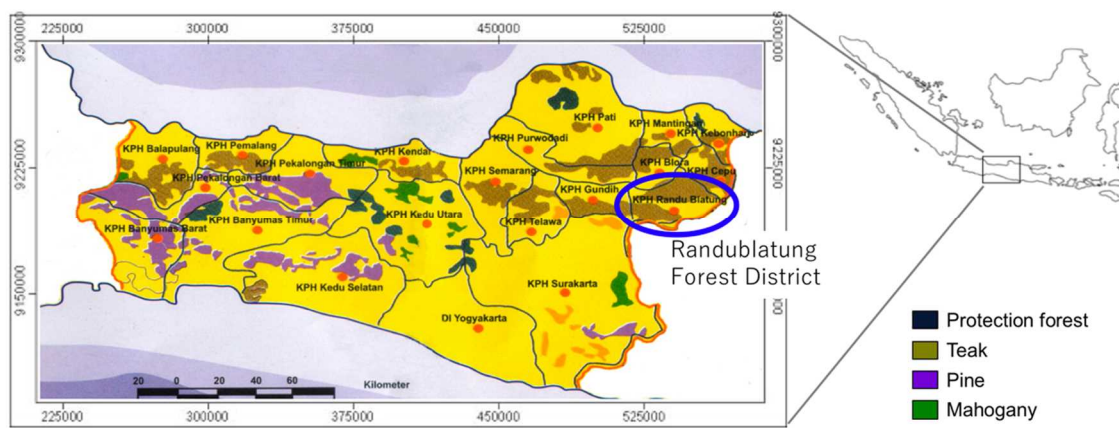 225000 300000 375000 450000 525000
9300000 9300000
KPH Pati
KPH Mantingan
KPH Kebonharjo
KPH Purwodadi
KPH Balapulang KPH Pemalang
KPH Pekalongan Timur KPH Kendal
KPH Blora
KPH Cepu
9225000 9225000
KPH Pekalongan Barat
KPH Semarang
KPH Gundih
KPH Randu Blatung
KPH Banyumas Timur KPH Kedu Utara
KPH Telawa
KPH Banyumas Barat
Randublatung
Forest District
KPH Kedu Selatan
KPH Surakarta
9150000
DI Yogyakarta
20 0 20 40 60 Kilometer
225000 300000 375000 450000 525000
Protection forest
Teak
Pine
Mahogany